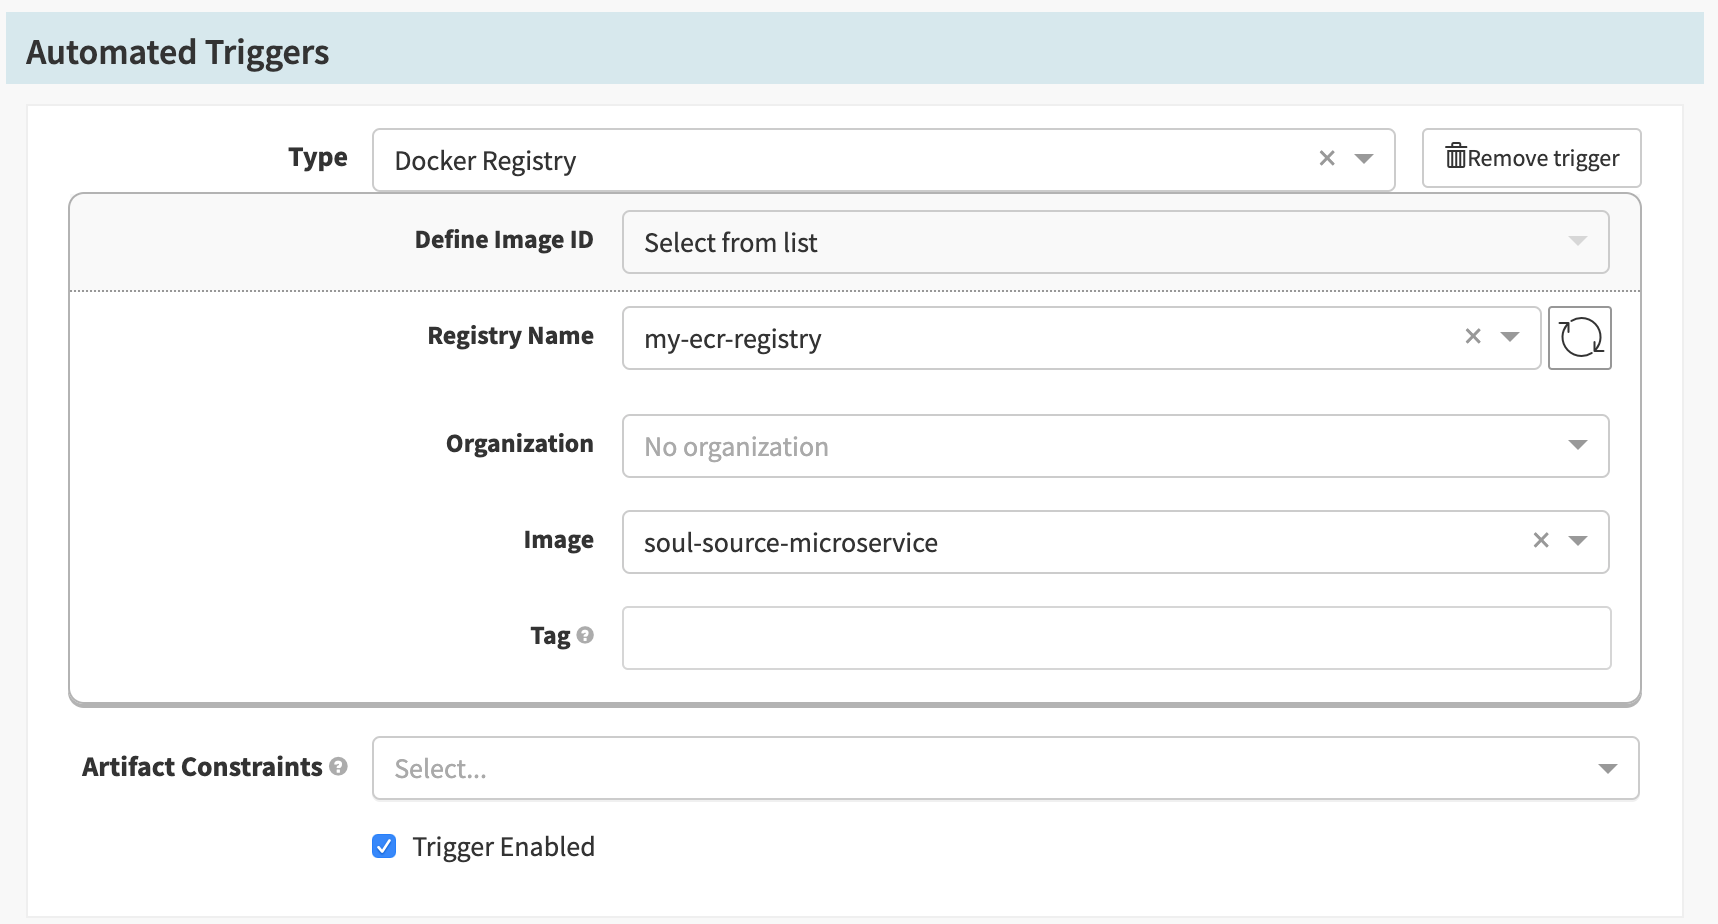 Automated Triggers
Type Docker Registry Remove trigger
Define Image ID Select from list
Registry Name my-ecr-registry
Organization No organization
Image soul-source-microservice
Tag
Artifact Constraints Select...
Trigger Enabled